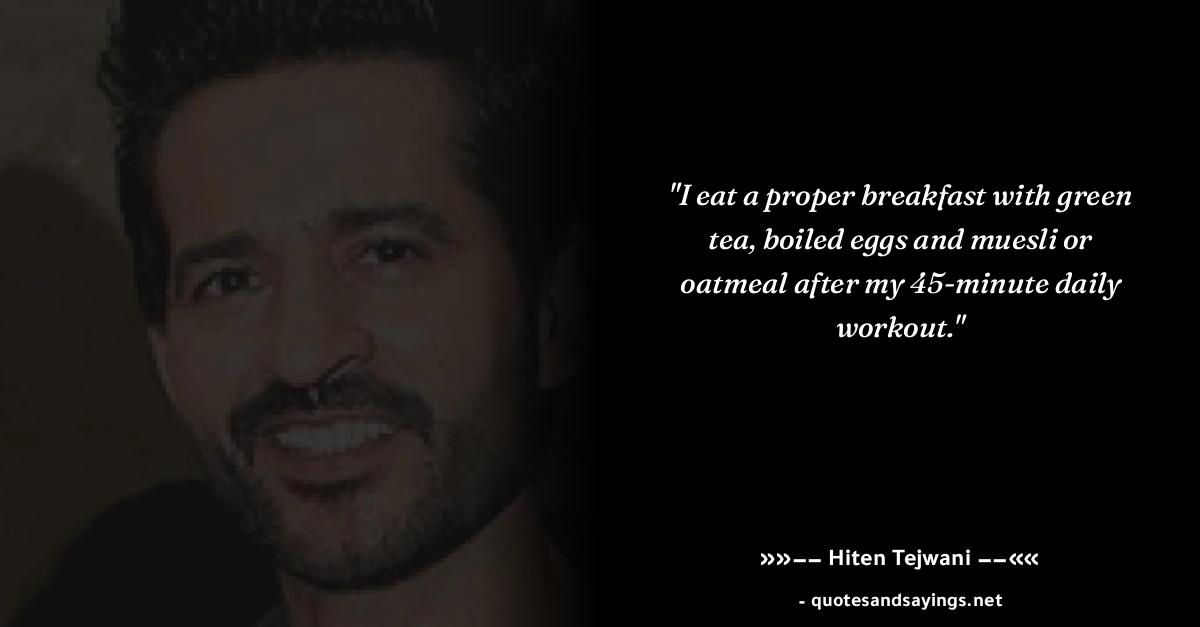 "I eat a proper breakfast with green
tea, boiled eggs and muesli or
oatmeal after my 45-minute daily
workout."
»»–– Hiten Tejwani ––««
- quotesandsayings.net